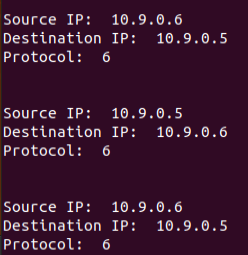 Source IP:  10.9.0.6
Destination IP:  10.9.0.5
Protocol:  6
Source IP:  10.9.0.5
Destination IP:  10.9.0.6
Protocol:  6
Source IP:  10.9.0.6
Destination IP:  10.9.0.5
Protocol:  6